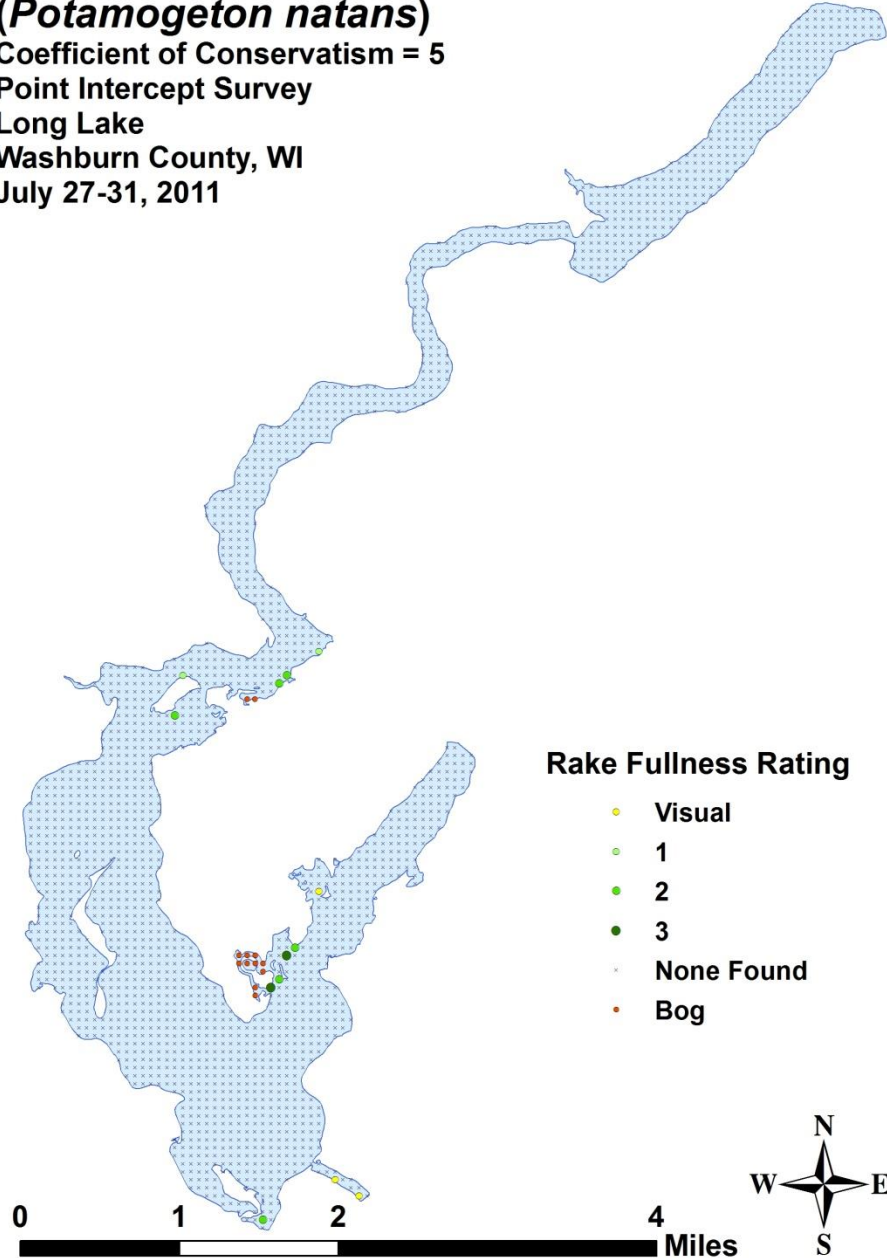 (Potamogeton natans)
Coefficient of Conservatism = 5
Point Intercept Survey
Long Lake
Washburn County, WI
July 27-31, 2011
Rake Fullness Rating
Visual
1
2
3
None Found
Bog
N
W E
S
0 1 2 4 Miles